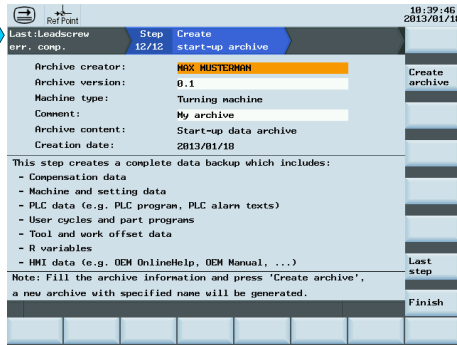 Ref Point
10:39:46
2013/01/18
Last:Leadscrew
err. comp.
Step
12/12
Create
start-up archive
Archive creator: MAX MUSTERMAN
Archive version: 0.1
Machine type: Turning machine
Comment: My archive
Archive content: Start-up data archive
Creation date: 2013/01/18
This step creates a complete data backup which includes:
- Compensation data
- Machine and setting data
- PLC data (e.g. PLC program, PLC alarm texts)
- User cycles and part programs
- Tool and work offset data
- R variables
- HMI data (e.g. OEM OnlineHelp, OEM Manual, ...)
Note: Fill the archive information and press 'Create archive',
a new archive with specified name will be generated.
Create
archive
Last
step
Finish